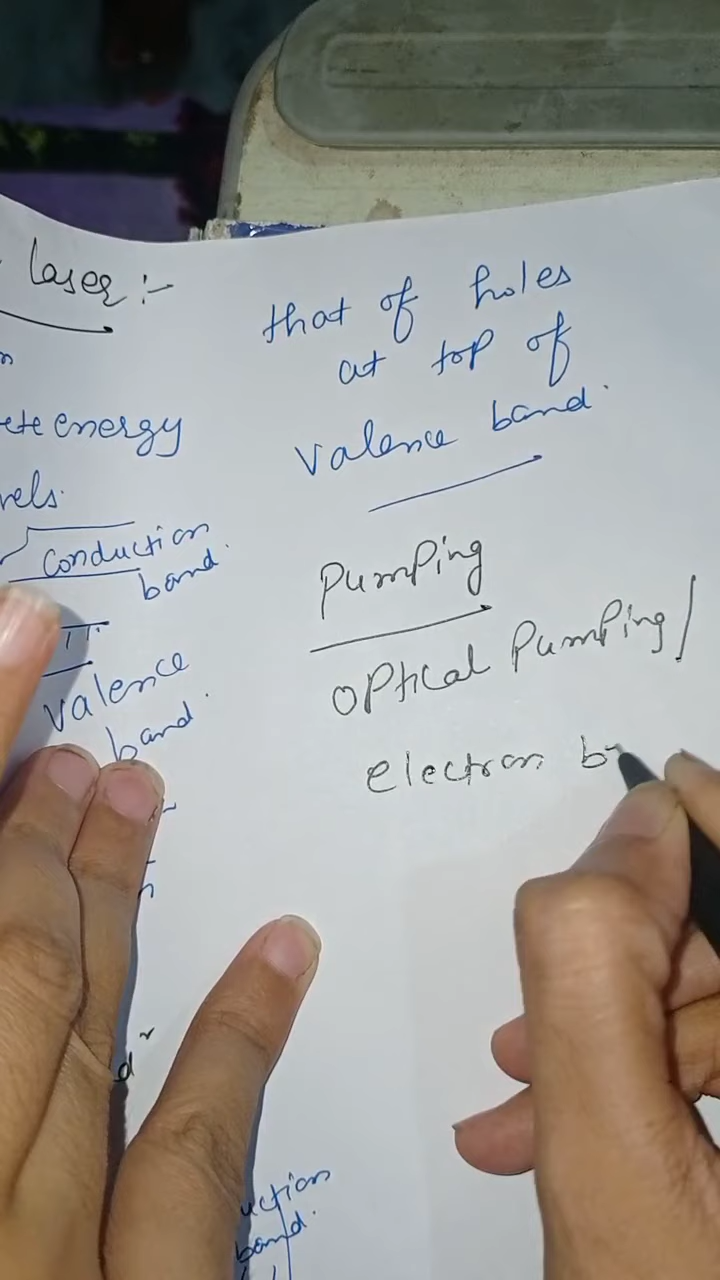 laser :-
ete energy
vels.
conduction
band.
valence
band.
uction
band.
that of holes
at top of
valence band.
Pumping
optical Pumping /
electron b